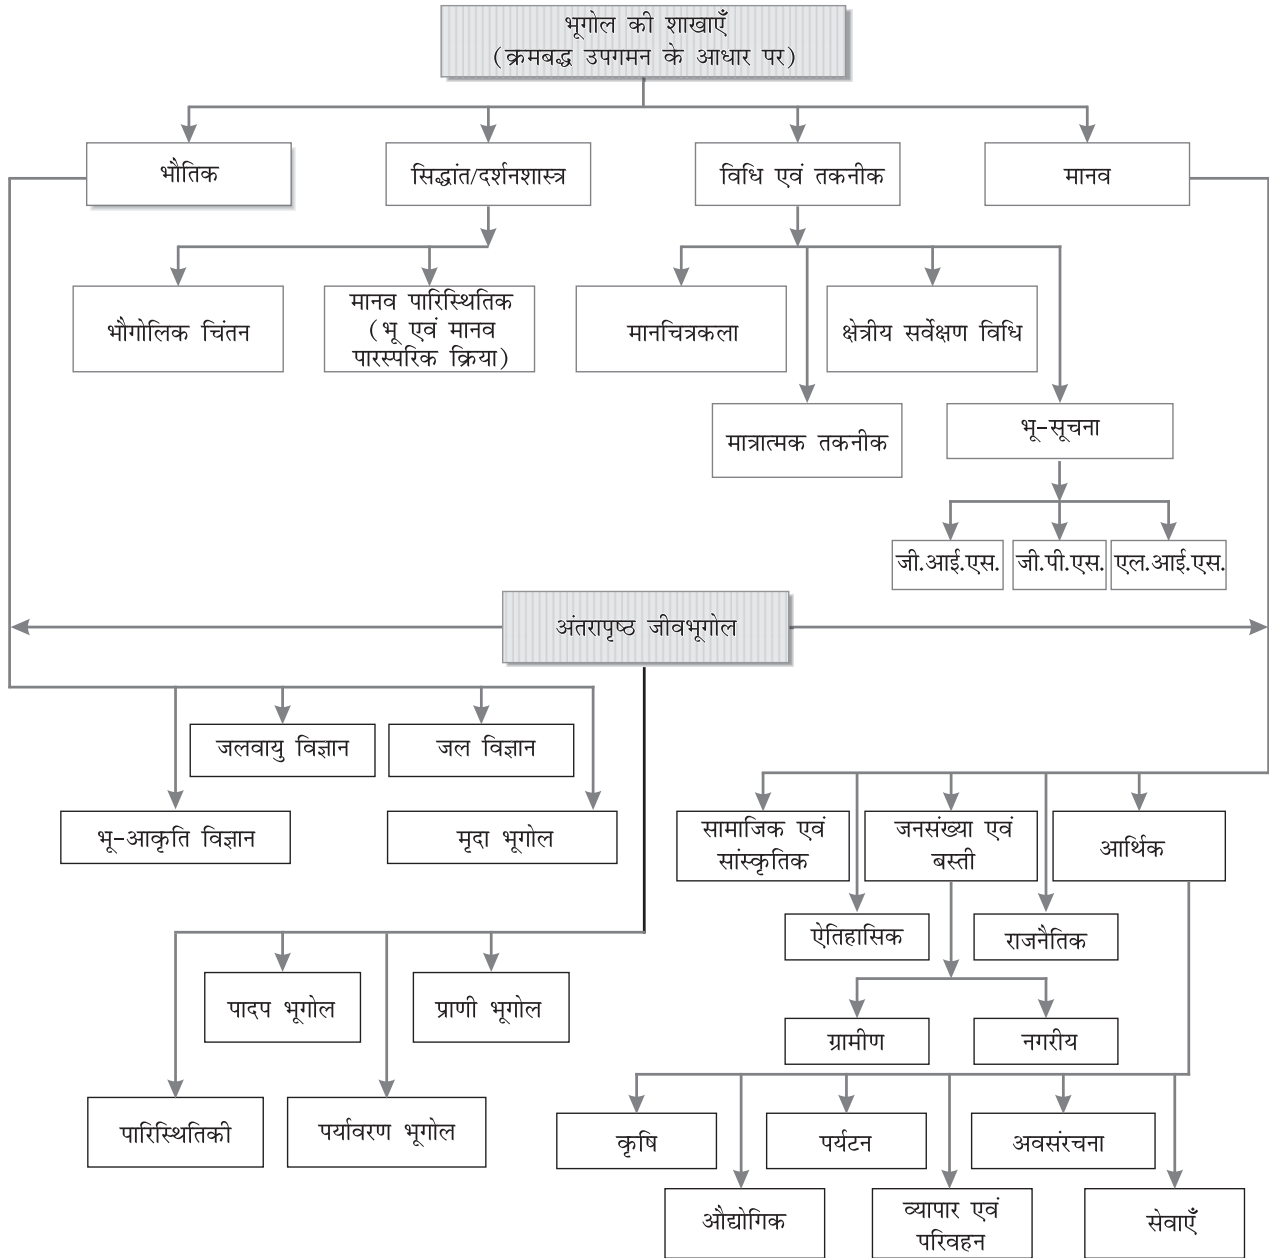 भूगोल की शाखाएँ
(क्रमबद्ध उपगमन के आधार पर)
भौतिक
सिद्धांत/दर्शनशास्त्र
विधि एवं तकनीक
मानव
भौगोलिक चिंतन
मानव पारिस्थितिक
(भू एवं मानव
पारस्परिक क्रिया)
मानचित्रकला
क्षेत्रीय सर्वेक्षण विधि
मात्रात्मक तकनीक
भू-सूचना
जी.आई.एस.
जी.पी.एस.
एल.आई.एस.
अंतरापृष्ठ जीवभूगोल
जलवायु विज्ञान
जल विज्ञान
भू-आकृति विज्ञान
मृदा भूगोल
सामाजिक एवं
सांस्कृतिक
जनसंख्या एवं
बस्ती
आर्थिक
ऐतिहासिक
राजनैतिक
पादप भूगोल
प्राणी भूगोल
ग्रामीण
नगरीय
पारिस्थितिकी
पर्यावरण भूगोल
कृषि
पर्यटन
अवसंरचना
औद्योगिक
व्यापार एवं
परिवहन
सेवाएँ